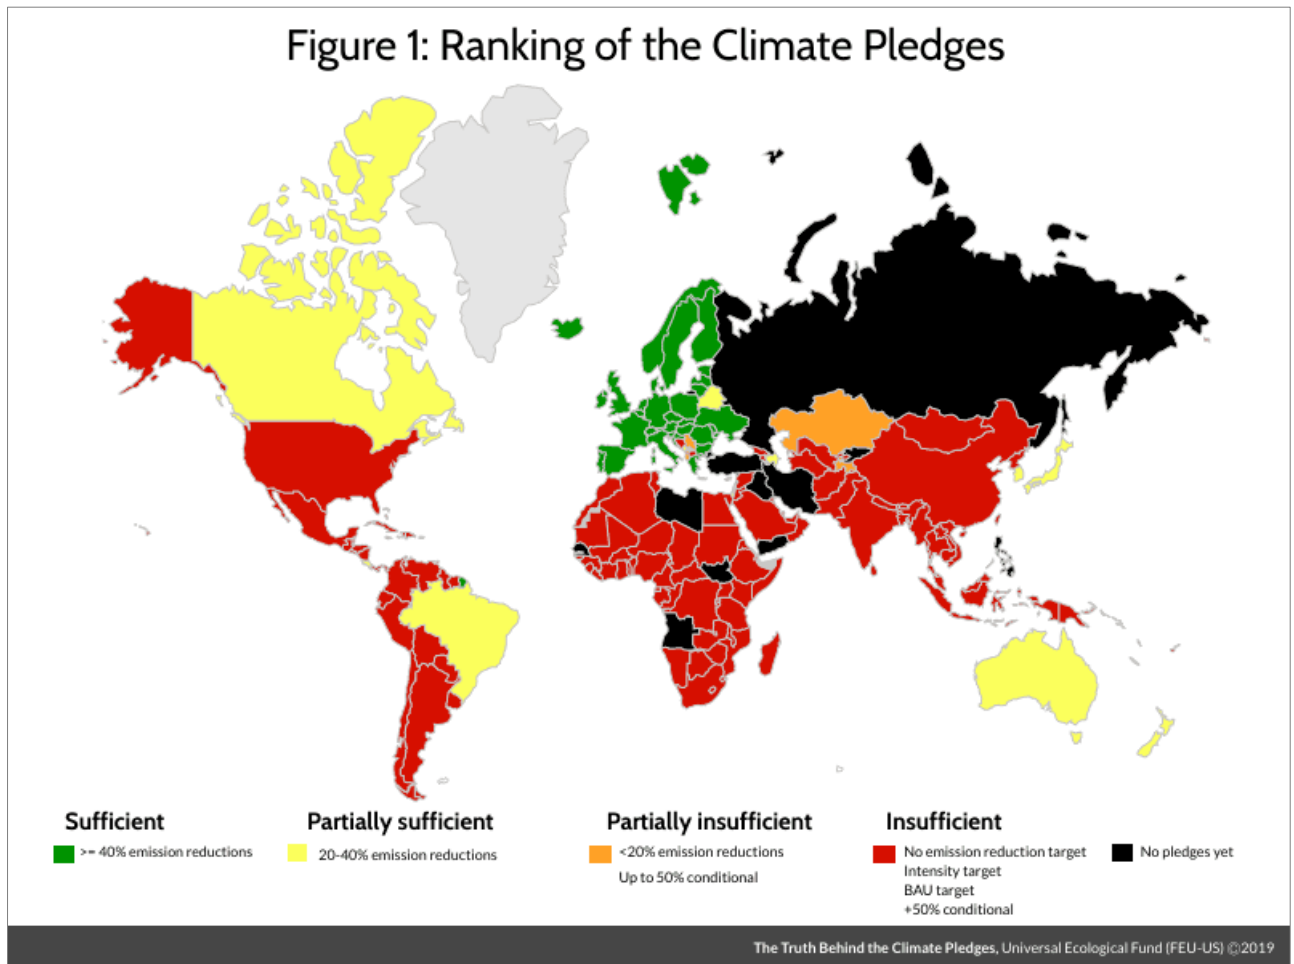 Figure 1: Ranking of the Climate Pledges
Sufficient
>= 40% emission reductions
Partially sufficient
20-40% emission reductions
Partially insufficient
<20% emission reductions
Up to 50% conditional
Insufficient
No emission reduction target
Intensity target
BAU target
+50% conditional
No pledges yet
The Truth Behind the Climate Pledges, Universal Ecological Fund (FEU-US) ©2019